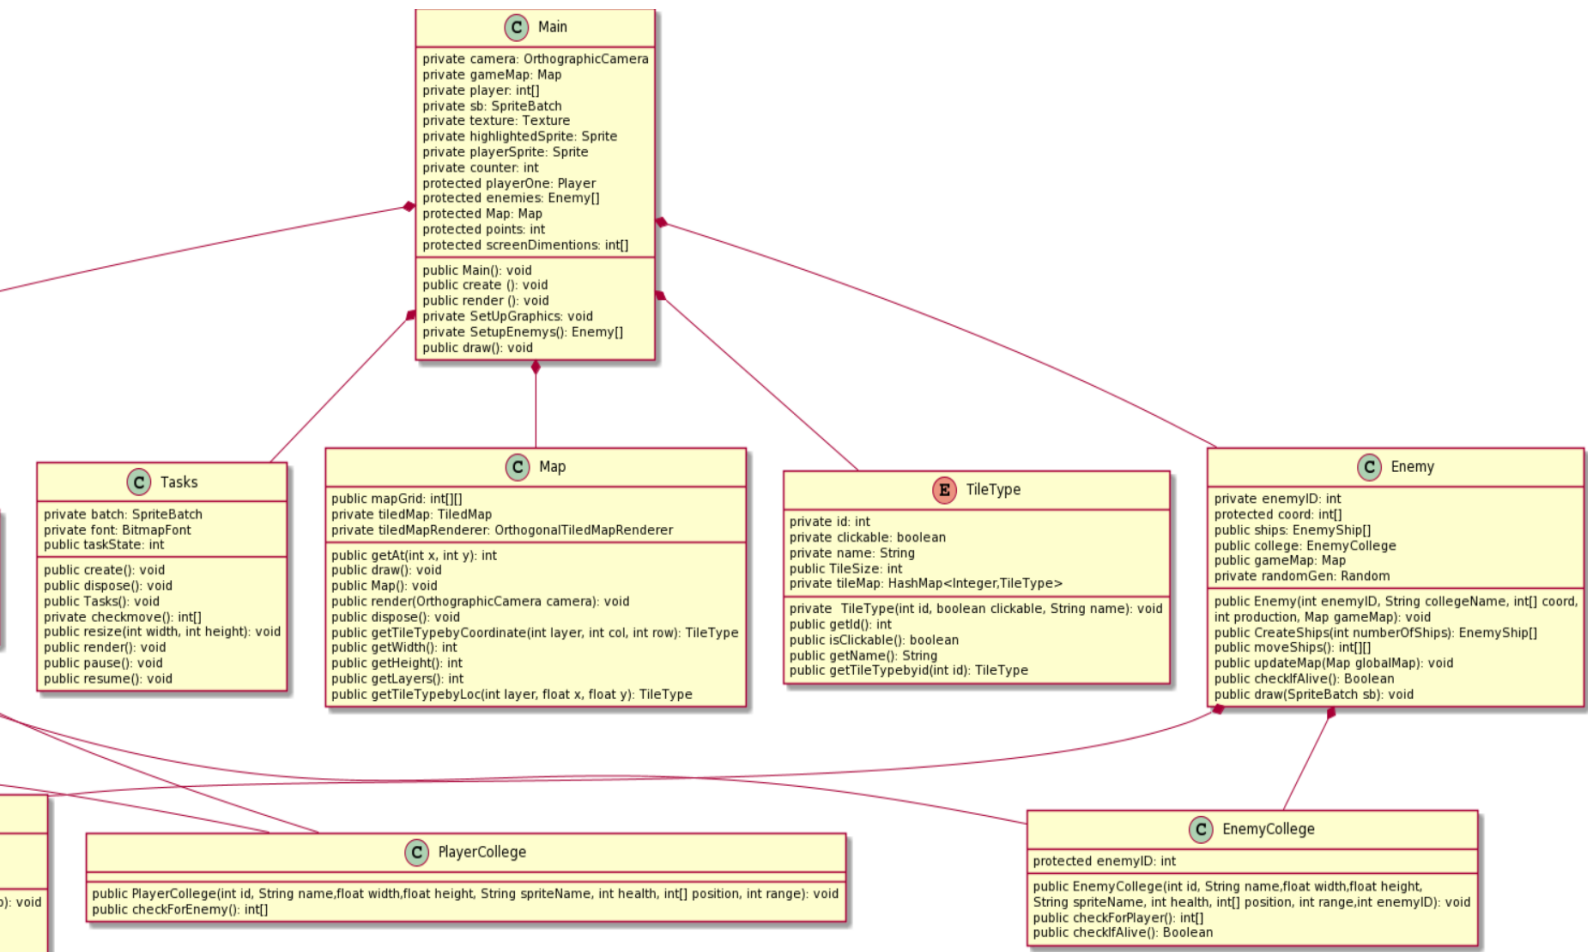 C Main
private camera: OrthographicCamera
private gameMap: Map
private player: int[]
private sb: SpriteBatch
private texture: Texture
private highlightedSprite: Sprite
private playerSprite: Sprite
private counter: int
protected playerOne: Player
protected enemies: Enemy[]
protected Map: Map
protected points: int
protected screenDimentions: int[]
public Main(): void
public create (): void
public render (): void
private SetUpGraphics: void
private SetupEnemys(): Enemy[]
public draw(): void
C Tasks
private batch: SpriteBatch
private font: BitmapFont
public taskState: int
public create(): void
public dispose(): void
public Tasks(): void
private checkmove(): int[]
public resize(int width, int height): void
public render(): void
public pause(): void
public resume(): void
C Map
public mapGrid: int[][]
private tiledMap: TiledMap
private tiledMapRenderer: OrthogonalTiledMapRenderer
public getAt(int x, int y): int
public draw(): void
public Map(): void
public render(OrthographicCamera camera): void
public dispose(): void
public getTileTypebyCoordinate(int layer, int col, int row): TileType
public getWidth(): int
public getHeight(): int
public getLayers(): int
public getTileTypebyLoc(int layer, float x, float y): TileType
E TileType
private id: int
private clickable: boolean
private name: String
public TileSize: int
private tileMap: HashMap<Integer,TileType>
private  TileType(int id, boolean clickable, String name): void
public getId(): int
public isClickable(): boolean
public getName(): String
public getTileTypebyid(int id): TileType
C Enemy
private enemyID: int
protected coord: int[]
public ships: EnemyShip[]
public college: EnemyCollege
public gameMap: Map
private randomGen: Random
public Enemy(int enemyID, String collegeName, int[] coord,
int production, Map gameMap): void
public CreateShips(int numberOfShips): EnemyShip[]
public moveShips(): int[][]
public updateMap(Map globalMap): void
public checkIfAlive(): Boolean
public draw(SpriteBatch sb): void
): void
C PlayerCollege
public PlayerCollege(int id, String name,float width,float height, String spriteName, int health, int[] position, int range): void
public checkForEnemy(): int[]
C EnemyCollege
protected enemyID: int
public EnemyCollege(int id, String name,float width,float height,
String spriteName, int health, int[] position, int range,int enemyID): void
public checkForPlayer(): int[]
public checkIfAlive(): Boolean